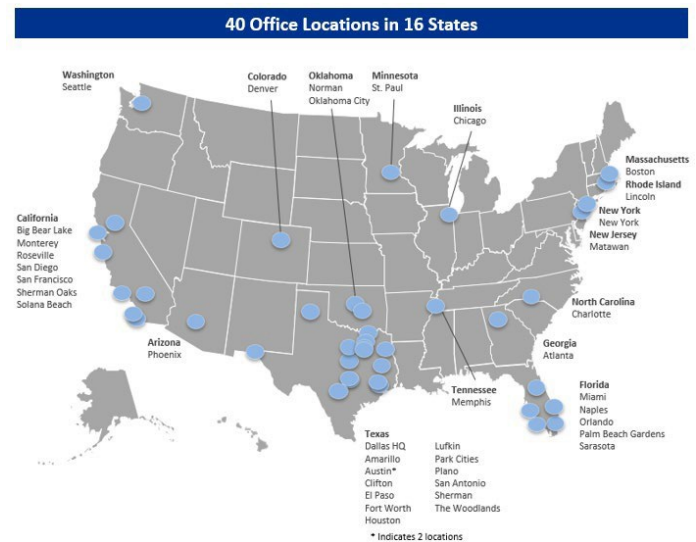 40 Office Locations in 16 States
Washington
Seattle
Colorado
Denver
Oklahoma
Norman
Oklahoma City
Minnesota
St. Paul
Illinois
Chicago
Massachusetts
Boston
Rhode Island
Lincoln
New York
New York
New Jersey
Matawan
California
Big Bear Lake
Monterey
Roseville
San Diego
San Francisco
Sherman Oaks
Solana Beach
Arizona
Phoenix
North Carolina
Charlotte
Georgia
Atlanta
Tennessee
Memphis
Florida
Miami
Naples
Orlando
Palm Beach Gardens
Sarasota
Texas
Dallas HQ
Amarillo
Austin*
Clifton
El Paso
Fort Worth
Houston
Lufkin
Park Cities
Plano
San Antonio
Sherman
The Woodlands
* Indicates 2 locations